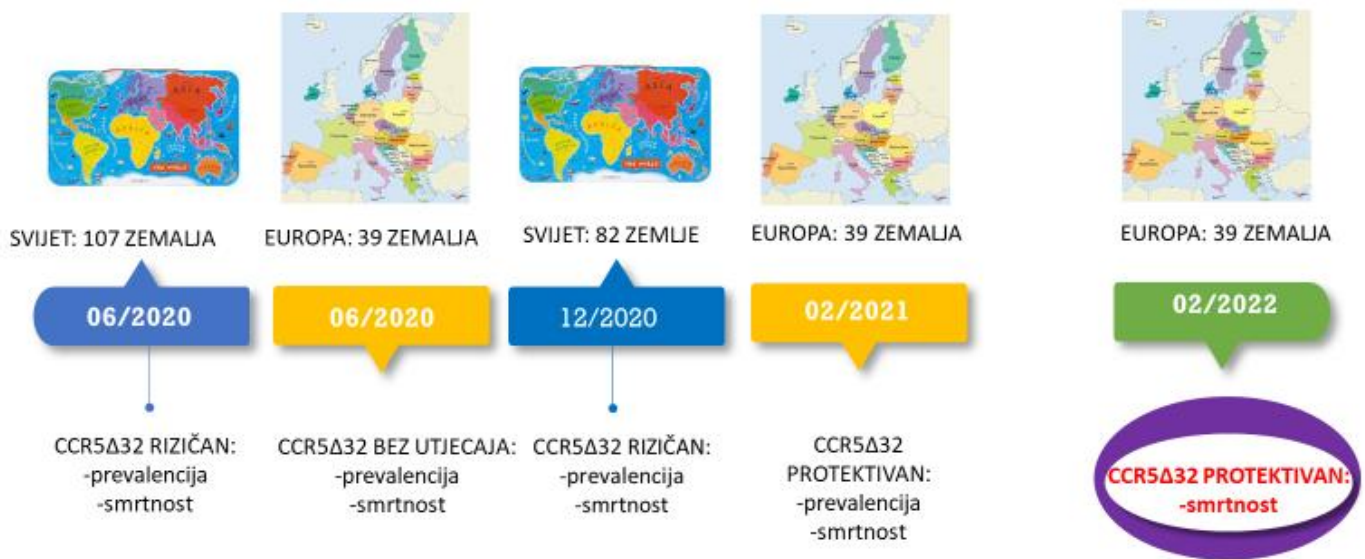 SVIJET: 107 ZEMALJA
EUROPA: 39 ZEMALJA
SVIJET: 82 ZEMLJE
EUROPA: 39 ZEMALJA
EUROPA: 39 ZEMALJA
06/2020
06/2020
12/2020
02/2021
02/2022
CCR5Δ32 RIZIČAN:
-prevalencija
-smrtnost
CCR5Δ32 BEZ UTJECAJA:
-prevalencija
-smrtnost
CCR5Δ32 RIZIČAN:
-prevalencija
-smrtnost
CCR5Δ32
PROTEKTIVAN:
-prevalencija
-smrtnost
CCR5Δ32 PROTEKTIVAN:
-smrtnost